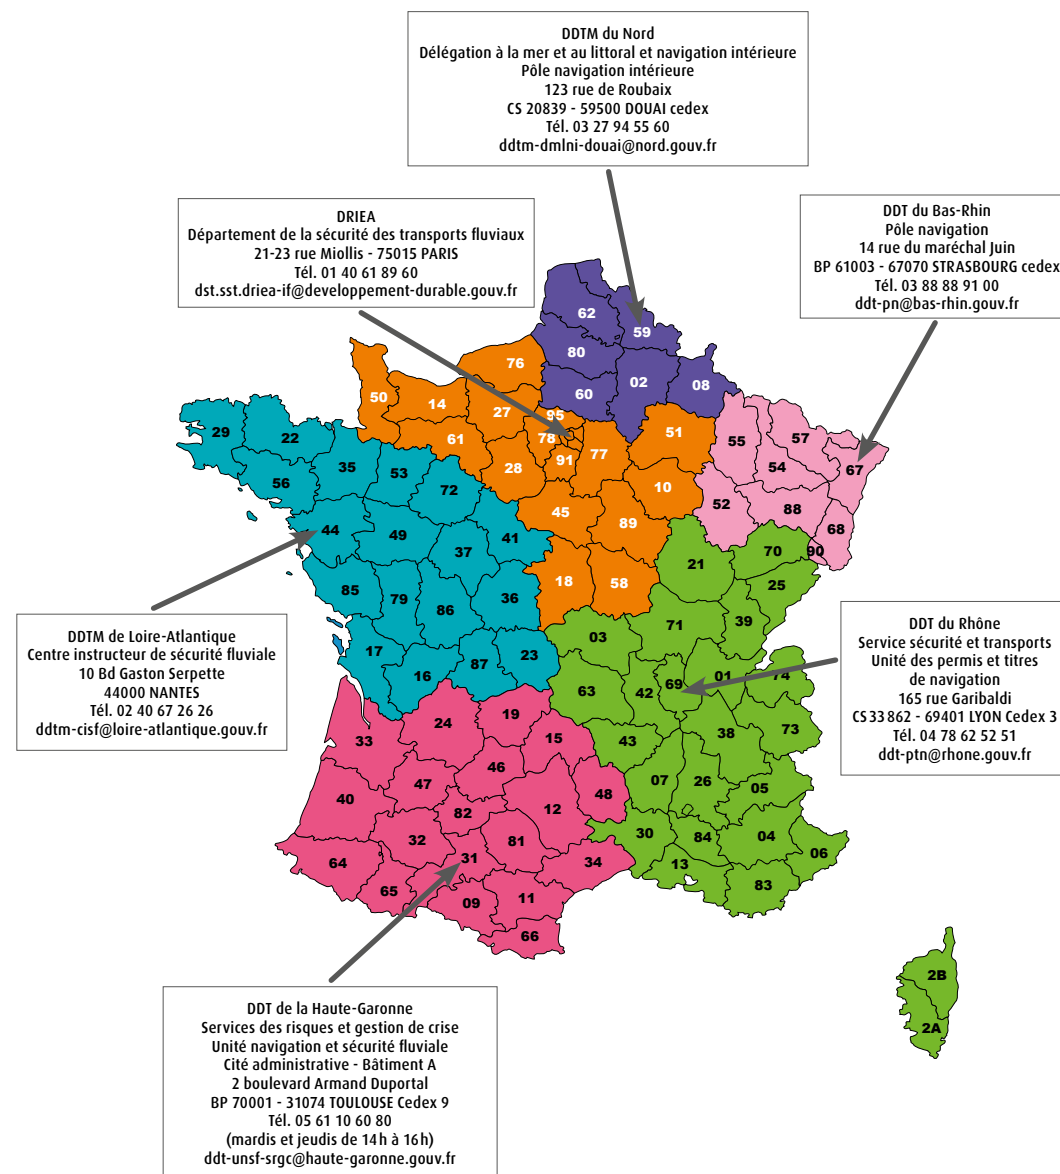 DDTM du Nord
Délégation à la mer et au littoral et navigation intérieure
Pôle navigation intérieure
123 rue de Roubaix
CS 20839 - 59500 DOUAI cedex
Tél. 03 27 94 55 60
ddtm-dmlni-douai@nord.gouv.fr
DRIEA
Département de la sécurité des transports fluviaux
21-23 rue Miollis - 75015 PARIS
Tél. 01 40 61 89 60
dst.sst.driea-if@developpement-durable.gouv.fr
DDT du Bas-Rhin
Pôle navigation
14 rue du maréchal Juin
BP 61003 - 67070 STRASBOURG cedex
Tél. 03 88 88 91 00
ddt-pn@bas-rhin.gouv.fr
62
59
80
76
02
08
60
50
14
27
95
51
61
78
77
55
57
29
22
28
91
54
67
35
53
10
56
72
52
88
45
44
49
41
89
68
37
70
90
21
18
58
25
85
79
86
36
71
39
03
17
87
23
16
63
42
69
01
74
DDTM de Loire-Atlantique
Centre instructeur de sécurité fluviale
10 Bd Gaston Serpette
44000 NANTES
Tél. 02 40 67 26 26
ddtm-cisf@loire-atlantique.gouv.fr
DDT du Rhône
Service sécurité et transports
Unité des permis et titres
de navigation
165 rue Garibaldi
CS 33 862 - 69401 LYON Cedex 3
Tél. 04 78 62 52 51
ddt-ptn@rhone.gouv.fr
24
19
33
15
43
38
73
46
47
07
26
05
40
48
82
12
32
81
30
84
04
06
64
31
34
13
65
83
09
11
66
2B
2A
DDT de la Haute-Garonne
Services des risques et gestion de crise
Unité navigation et sécurité fluviale
Cité administrative - Bâtiment A
2 boulevard Armand Duportal
BP 70001 - 31074 TOULOUSE Cedex 9
Tél. 05 61 10 60 80
(mardis et jeudis de 14 h à 16 h)
ddt-unsf-srgc@haute-garonne.gouv.fr